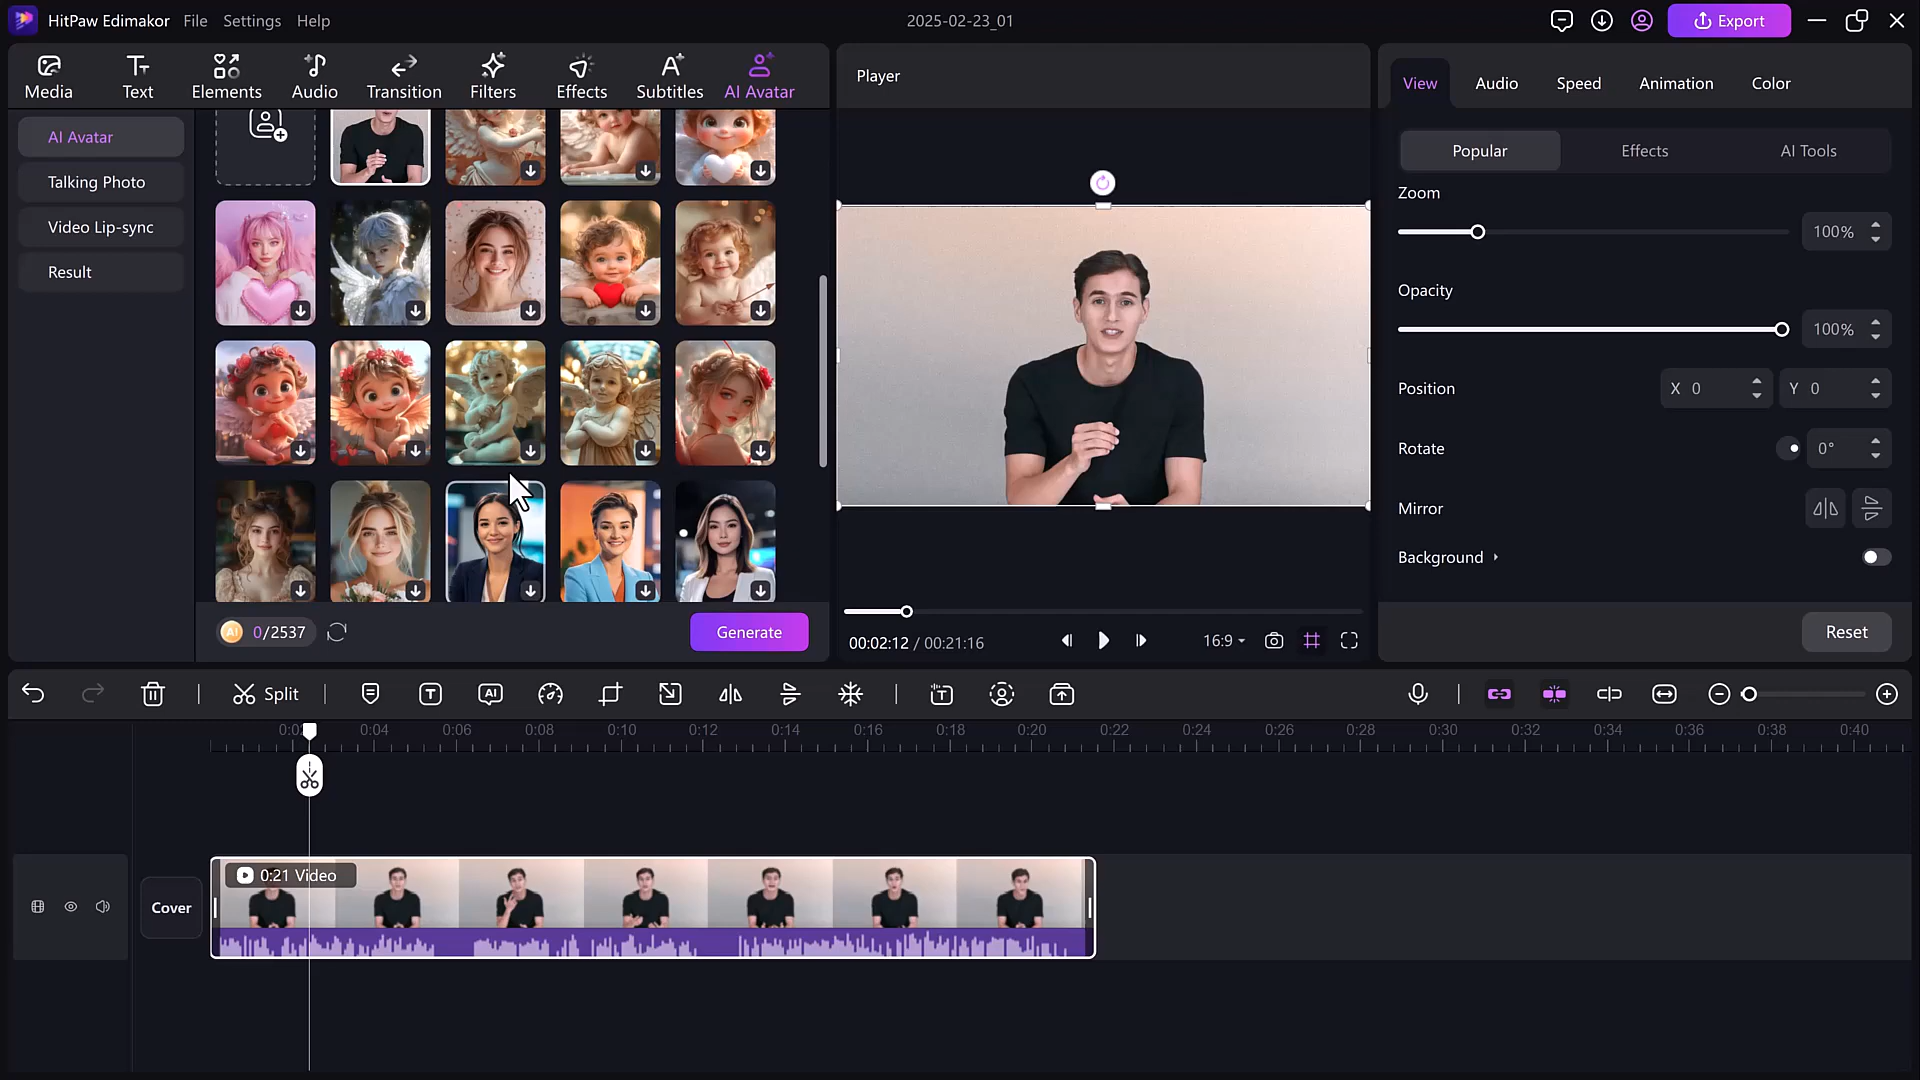 HitPaw Edimakor File Settings Help 2025-02-23_01 Export
Media Text Elements Audio Transition Filters Effects Subtitles AI Avatar
Player
View Audio Speed Animation Color
AI Avatar
Talking Photo
Video Lip-sync
Result
Popular Effects AI Tools
Zoom
100%
Opacity
100%
Position X 0 Y 0
Rotate 0°
Mirror
Background
AI 0/2537 Generate
00:02:12 / 00:21:16 16:9
Reset
Split
0:04 0:06 0:08 0:10 0:12 0:14 0:16 0:18 0:20 0:22 0:24 0:26 0:28 0:30 0:32 0:34 0:36 0:38 0:40
0:21 Video
Cover